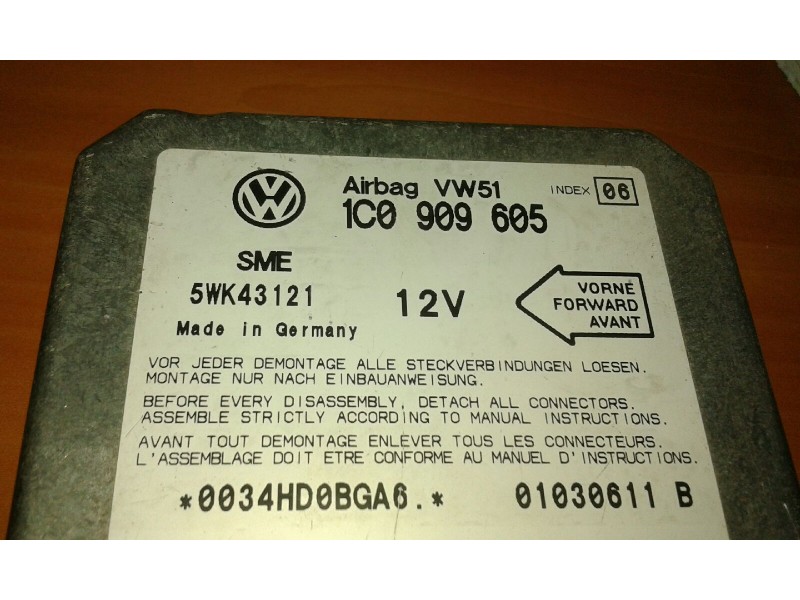 Airbag VW51 INDEX 06
1C0 909 605
SME
5WK43121 12V
Made in Germany
VORNE
FORWARD
AVANT
VOR JEDER DEMONTAGE ALLE STECKVERBINDUNGEN LOESEN.
MONTAGE NUR NACH EINBAUANWEISUNG.
BEFORE EVERY DISASSEMBLY, DETACH ALL CONNECTORS.
ASSEMBLE STRICTLY ACCORDING TO MANUAL INSTRUCTIONS.
AVANT TOUT DEMONTAGE ENLEVER TOUS LES CONNECTEURS.
L'ASSEMBLAGE DOIT ETRE CONFORME AU MANUEL D'INSTRUCTIONS.
*0034HD0BGA6.* 01030611 B